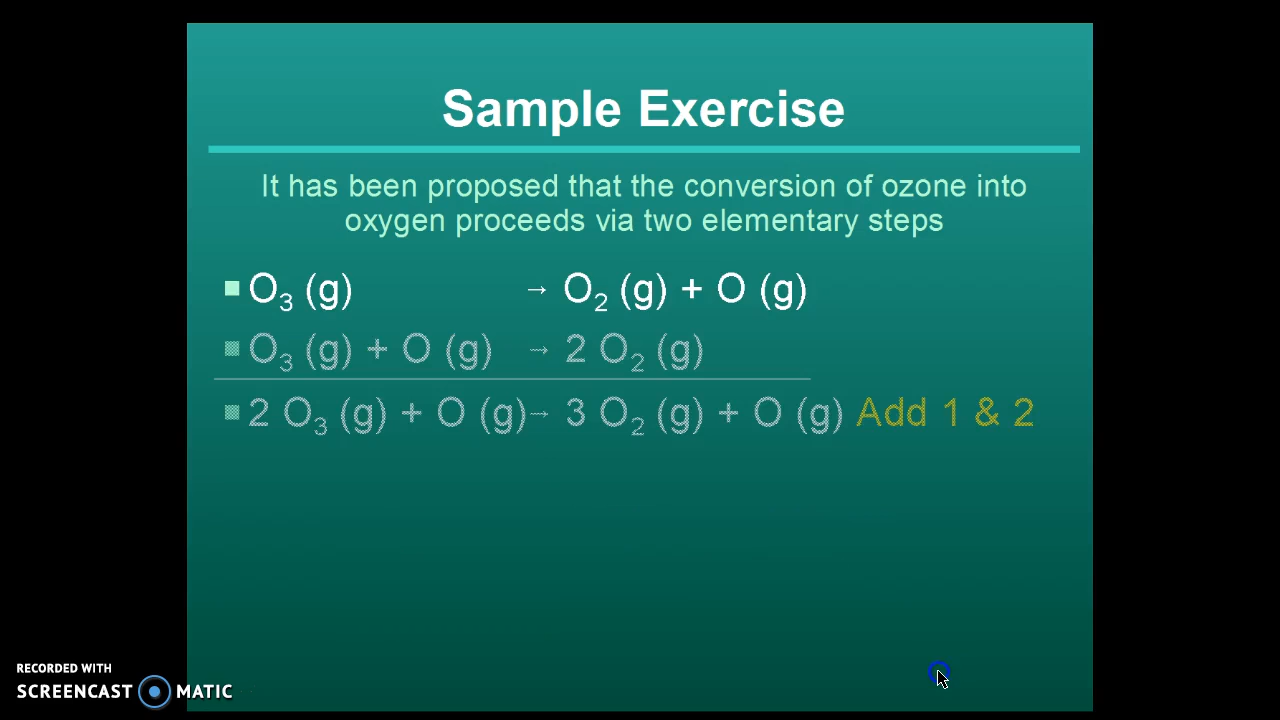 Sample Exercise
It has been proposed that the conversion of ozone into
oxygen proceeds via two elementary steps
O₃ (g) → O₂ (g) + O (g)
O₃ (g) + O (g) → 2 O₂ (g)
2 O₃ (g) + O (g)→ 3 O₂ (g) + O (g) Add 1 & 2
RECORDED WITH
SCREENCAST MATIC